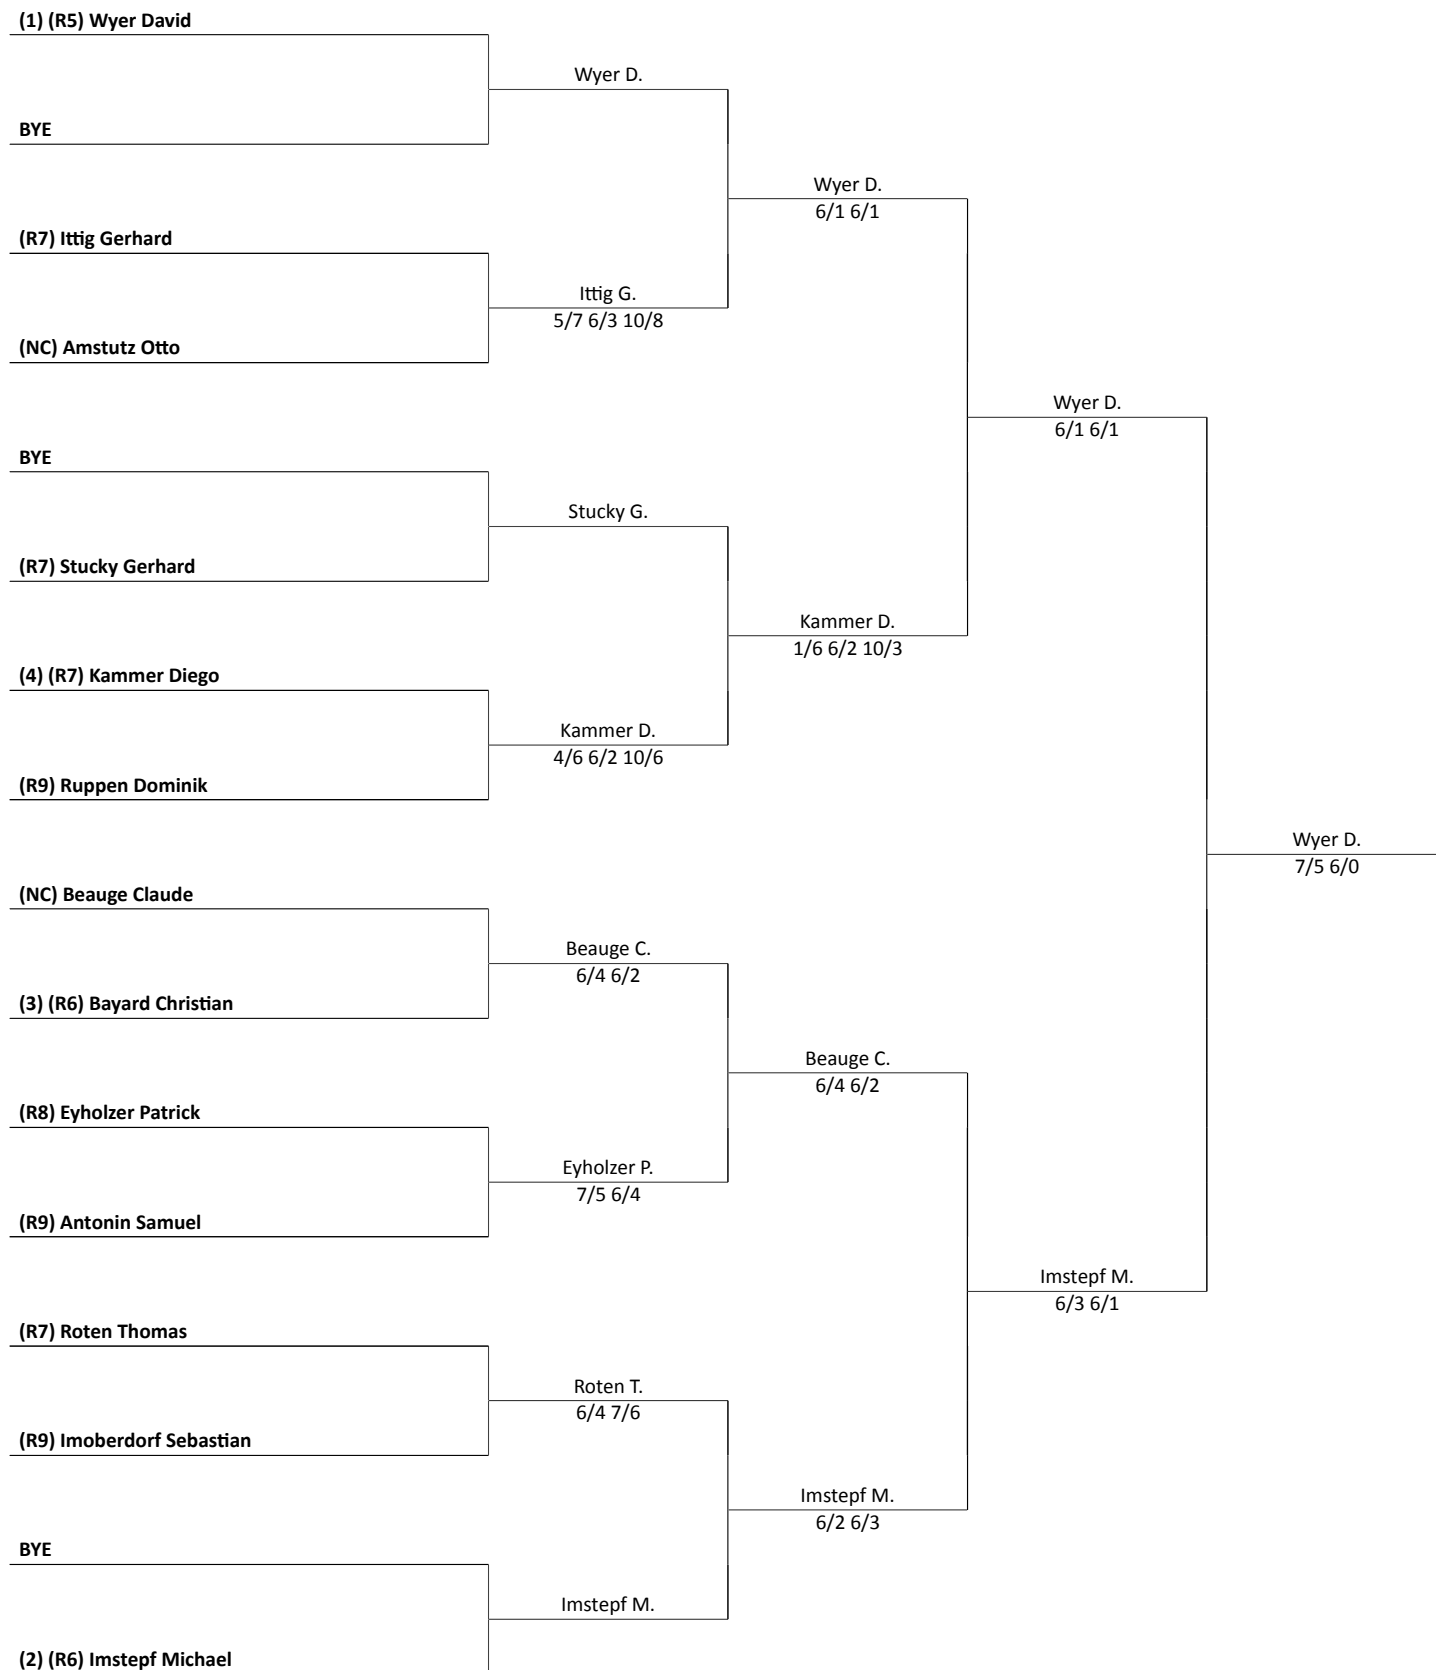 (1) (R5) Wyer David
Wyer D.
BYE
Wyer D.
6/1 6/1
(R7) Ittig Gerhard
Ittig G.
5/7 6/3 10/8
(NC) Amstutz Otto
Wyer D.
6/1 6/1
BYE
Stucky G.
(R7) Stucky Gerhard
Kammer D.
1/6 6/2 10/3
(4) (R7) Kammer Diego
Kammer D.
4/6 6/2 10/6
(R9) Ruppen Dominik
Wyer D.
7/5 6/0
(NC) Beauge Claude
Beauge C.
6/4 6/2
(3) (R6) Bayard Christian
Beauge C.
6/4 6/2
(R8) Eyholzer Patrick
Eyholzer P.
7/5 6/4
(R9) Antonin Samuel
Imstepf M.
6/3 6/1
(R7) Roten Thomas
Roten T.
6/4 7/6
(R9) Imoberdorf Sebastian
Imstepf M.
6/2 6/3
BYE
Imstepf M.
(2) (R6) Imstepf Michael